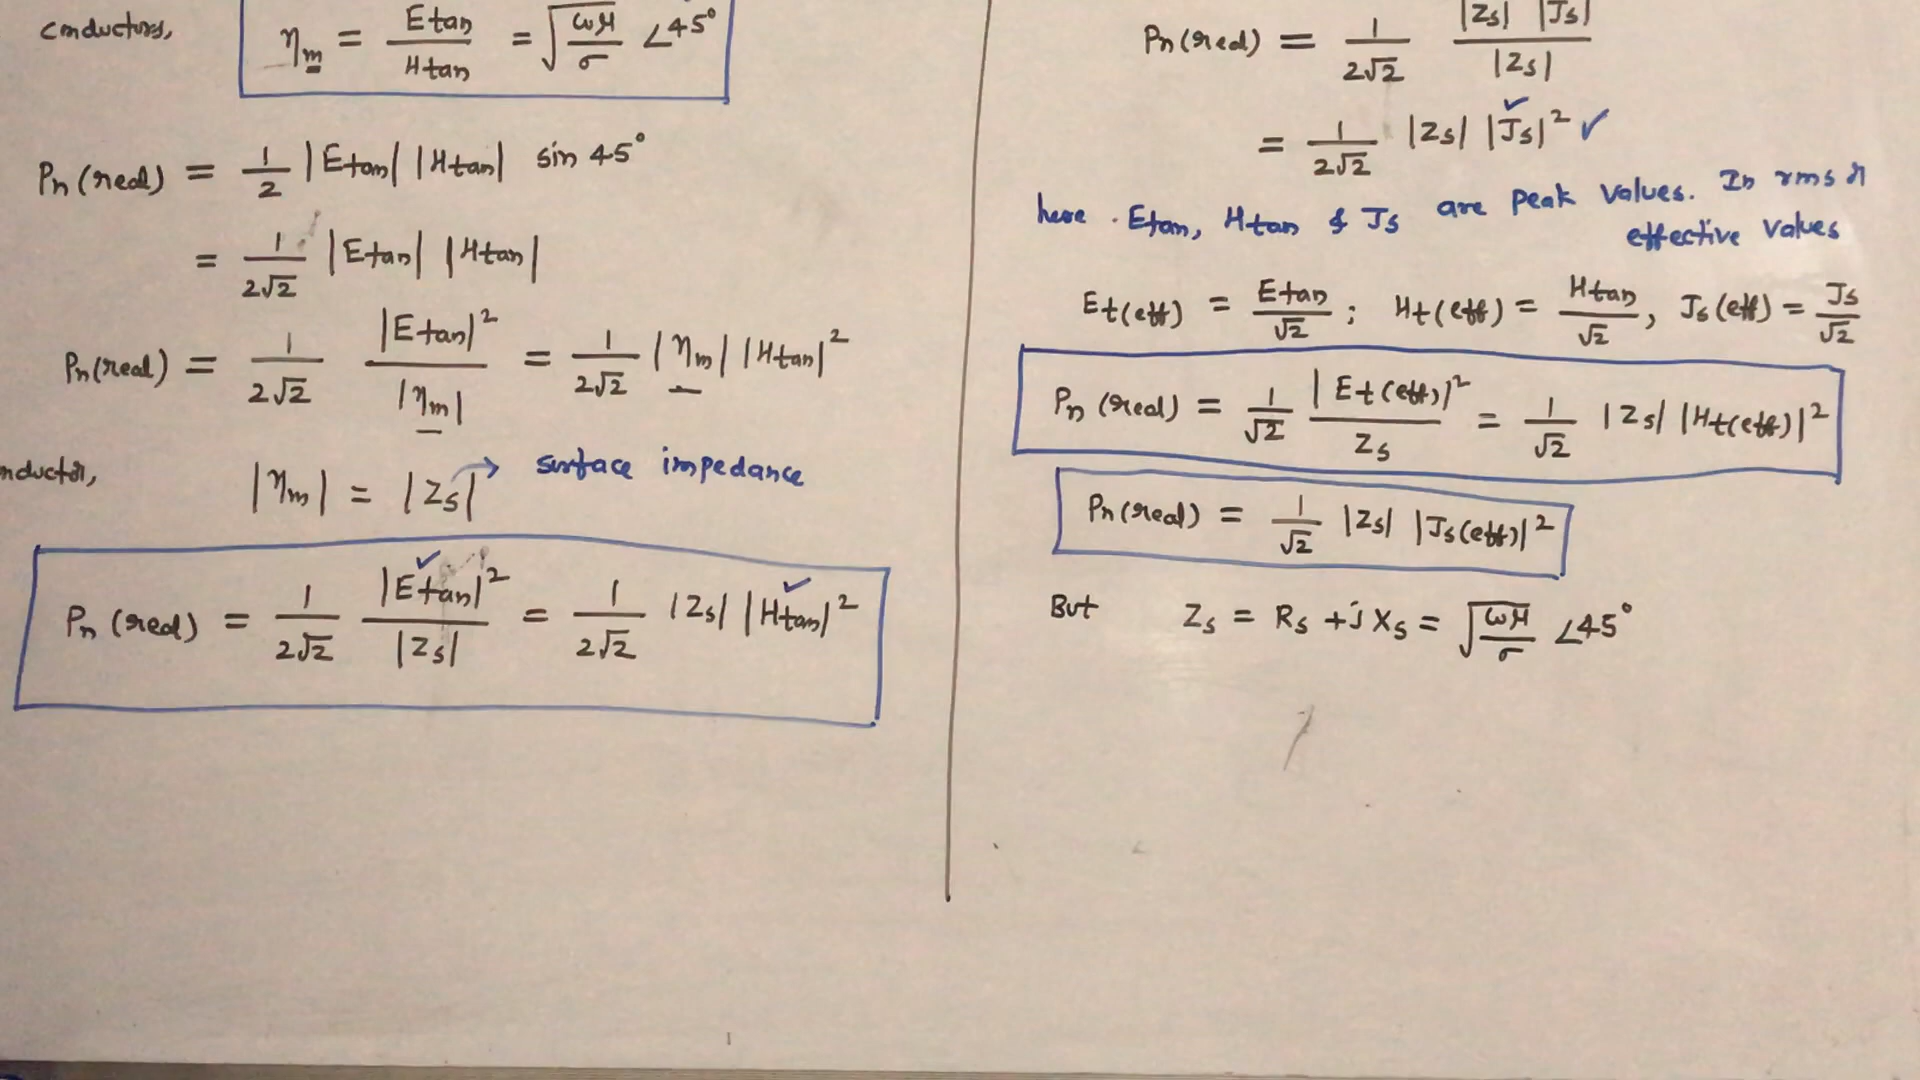 conductors,
ηm = Etan / Htan = √(ωμ/σ) ∠45°
Pn (real) = 1/2 |Etan| |Htan| sin 45°
= 1/2√2 |Etan| |Htan|
Pn(real) = 1/2√2 |Etan|² / |ηm| = 1/2√2 |ηm| |Htan|²
nductor, |ηm| = |Zs| → surface impedance
Pn (real) = 1/2√2 |Etan|² / |Zs| = 1/2√2 |Zs| |Htan|²
Pn(real) = 1/2√2 |Zs| |Js| / |Zs|
= 1/2√2 |Zs| |Js|² ✓
here . Etan, Htan & Js are peak values. In rms or
effective values
Et(eff) = Etan/√2 ; Ht(eff) = Htan/√2, Js(eff) = Js/√2
Pn (real) = 1/√2 |Et(eff)|² / Zs = 1/√2 |Zs| |Ht(eff)|²
Pn(real) = 1/√2 |Zs| |Js(eff)|²
But Zs = Rs + j Xs = √(ωμ/σ) ∠45°